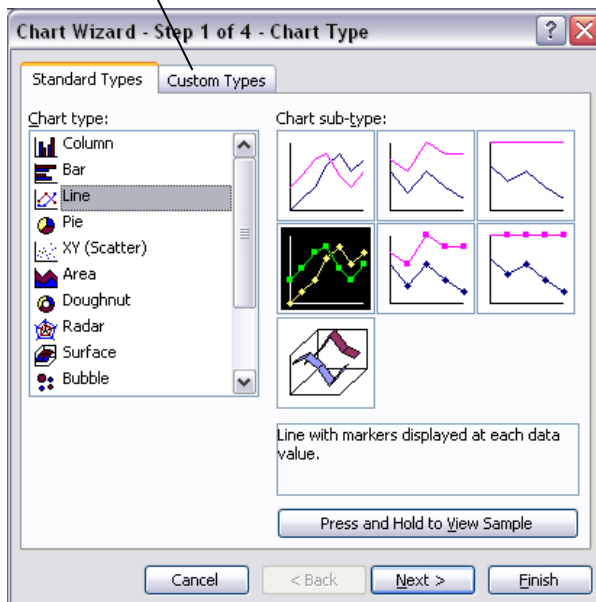 Chart Wizard - Step 1 of 4 - Chart Type
Standard Types
Custom Types
Chart type:
Column
Bar
Line
Pie
XY (Scatter)
Area
Doughnut
Radar
Surface
Bubble
Chart sub-type:
Line with markers displayed at each data
value.
Press and Hold to View Sample
Cancel
< Back
Next >
Finish